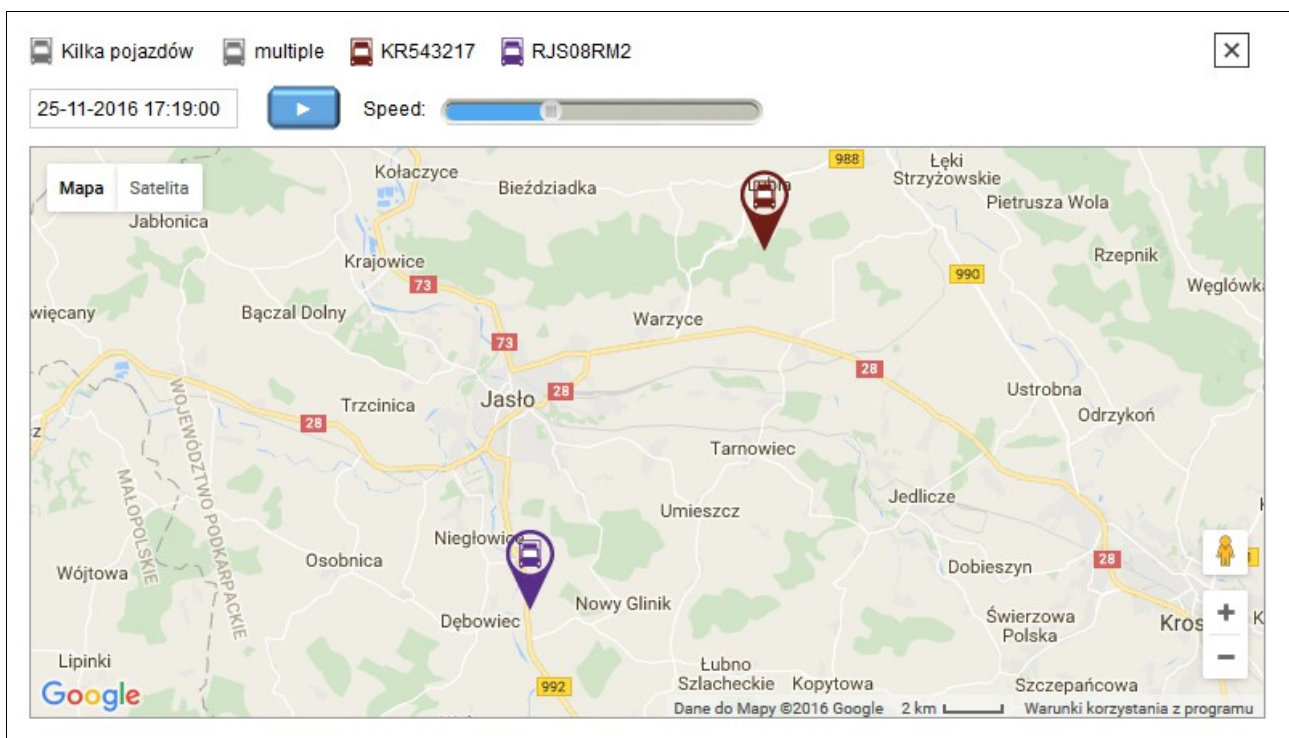 Kilka pojazdów multiple KR543217 RJS08RM2
25-11-2016 17:19:00 Speed:
Mapa Satelita
Kołaczyce
Bieździadka
988
Łęki
Strzyżowskie
Lubla
Pietrusza Wola
Jabłonica
Krajowice
73
990
Rzepnik
Węglówk
więcany
Bączal Dolny
Warzyce
73
28
Jasło
28
Ustrobna
Trzcinica
28
Odrzykoń
z
WOJEWÓDZTWO PODKARPACKIE
MAŁOPOLSKIE
Tarnowiec
Jedlicze
Umieszcz
Niegłowice
Osobnica
28
1
Wójtowa
Dobieszyn
Nowy Glinik
Dębowiec
Świerzowa
Polska
Kros
K
Lipinki
Łubno
Szlacheckie
Kopytowa
992
Szczepańcowa
Google
Dane do Mapy ©2016 Google 2 km Warunki korzystania z programu